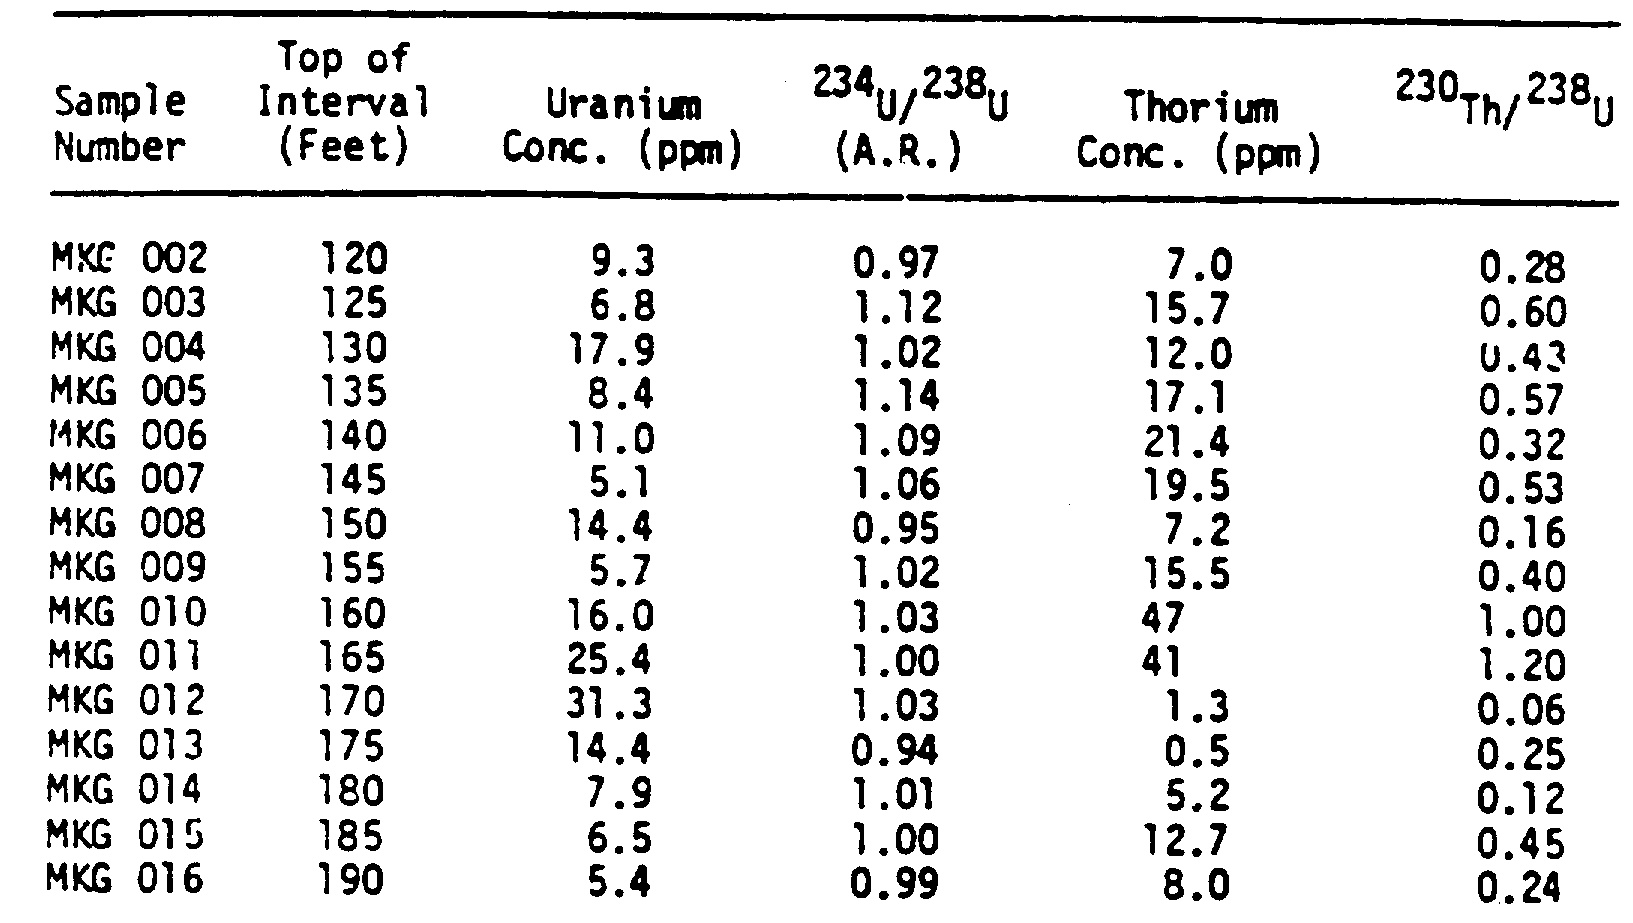 Sample Number | Top of Interval (Feet) | Uranium Conc. (ppm) | 234U/238U (A.R.) | Thorium Conc. (ppm) | 230Th/238U
MKG 002 120 9.3 0.97 7.0 0.28
MKG 003 125 6.8 1.12 15.7 0.60
MKG 004 130 17.9 1.02 12.0 0.43
MKG 005 135 8.4 1.14 17.1 0.57
MKG 006 140 11.0 1.09 21.4 0.32
MKG 007 145 5.1 1.06 19.5 0.53
MKG 008 150 14.4 0.95 7.2 0.16
MKG 009 155 5.7 1.02 15.5 0.40
MKG 010 160 16.0 1.03 47 1.00
MKG 011 165 25.4 1.00 41 1.20
MKG 012 170 31.3 1.03 1.3 0.06
MKG 013 175 14.4 0.94 0.5 0.25
MKG 014 180 7.9 1.01 5.2 0.12
MKG 015 185 6.5 1.00 12.7 0.45
MKG 016 190 5.4 0.99 8.0 0.24